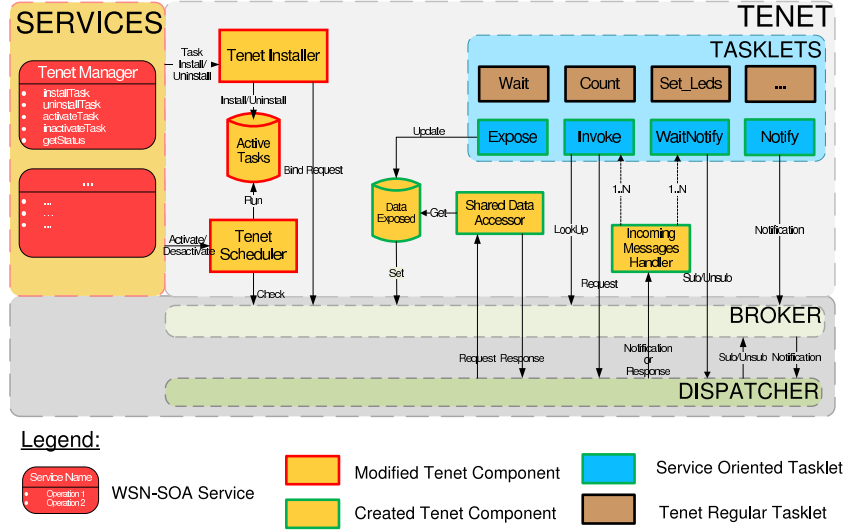 SERVICES
TENET
TASKLETS
Tenet Manager
installTask
uninstallTask
activateTask
inactivateTask
getStatus
...
...
...
...
Task
Install/
Uninstall
Tenet Installer
Install/Uninstall
Active
Tasks
Bind Request
Run
Activate/
Desactivate
Tenet
Scheduler
Check
Wait
Count
Set_Leds
...
Expose
Invoke
WaitNotify
Notify
Update
Data
Exposed
Get
Shared Data
Accessor
Set
LookUp
1..N
1..N
Incoming
Messages
Handler
Request
Sub/Unsub
Notification
BROKER
Request
Response
Notification
or
Response
Sub/Unsub
Notification
DISPATCHER
Legend:
Service Name
Operation 1
Operation 2
WSN-SOA Service
Modified Tenet Component
Created Tenet Component
Service Oriented Tasklet
Tenet Regular Tasklet